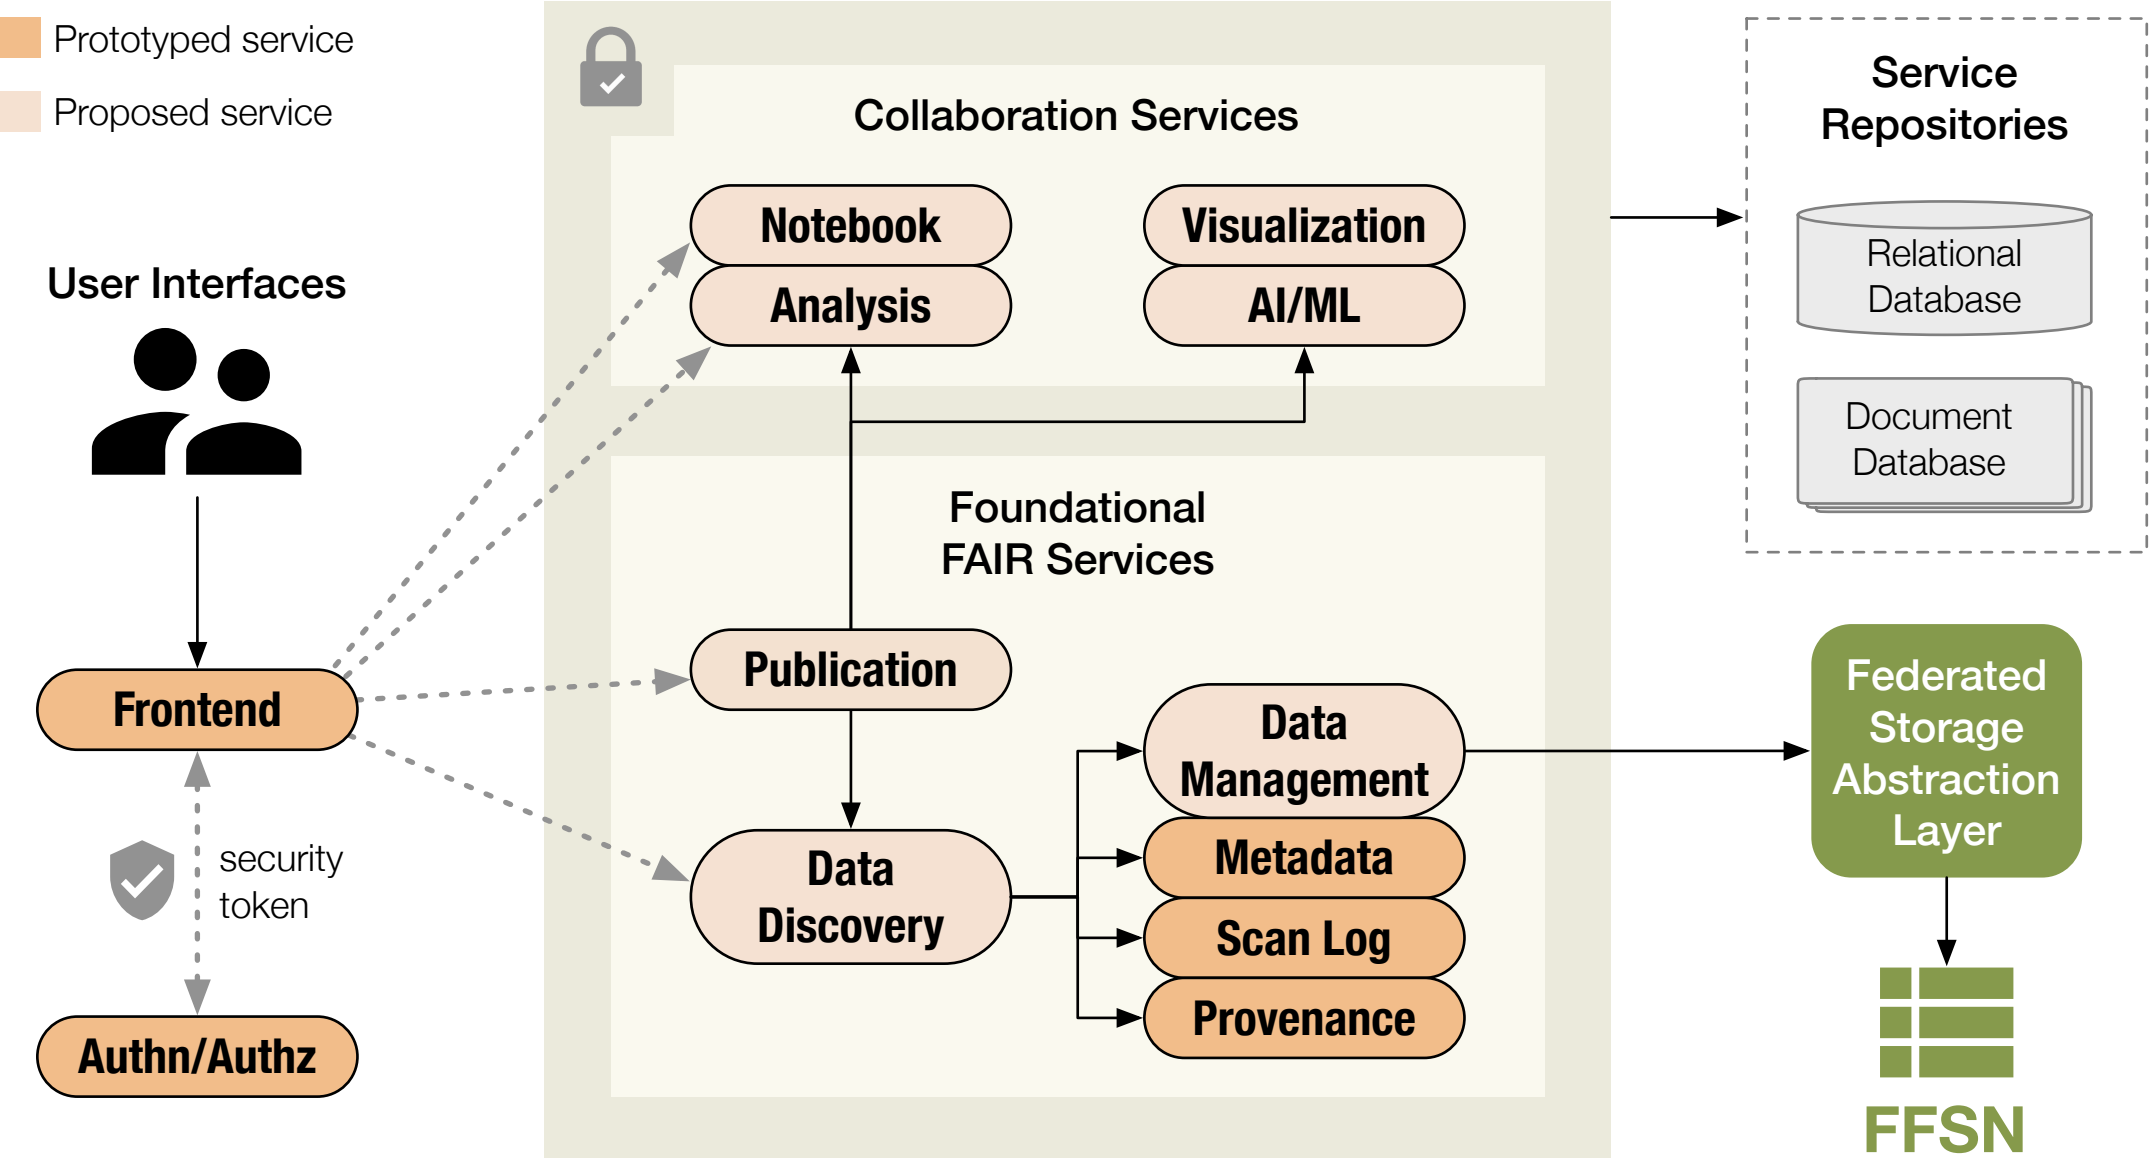 Prototyped service
Proposed service
User Interfaces
Frontend
security
token
Authn/Authz
Collaboration Services
Notebook
Analysis
Visualization
AI/ML
Foundational
FAIR Services
Publication
Data
Discovery
Data
Management
Metadata
Scan Log
Provenance
Service
Repositories
Relational
Database
Document
Database
Federated
Storage
Abstraction
Layer
FFSN